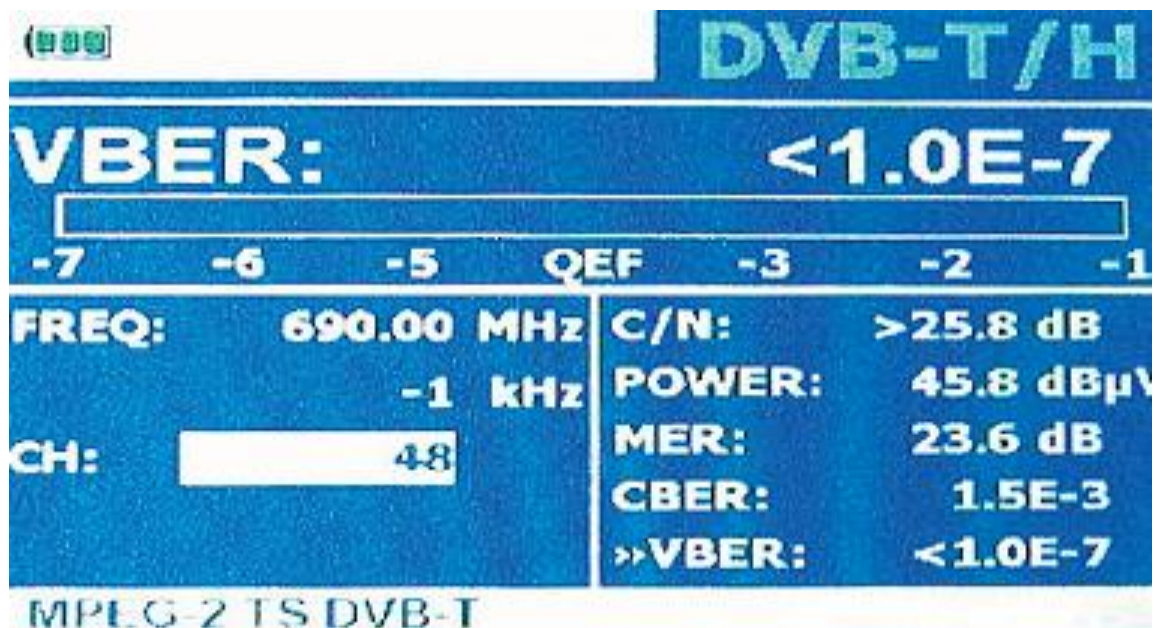 DVB-T/H
VBER: <1.0E-7
-7 -6 -5 QEF -3 -2 -1
FREQ: 690.00 MHz
-1 kHz
CH: 48
C/N: >25.8 dB
POWER: 45.8 dBµV
MER: 23.6 dB
CBER: 1.5E-3
»VBER: <1.0E-7
MPEG-2 TS DVB-T